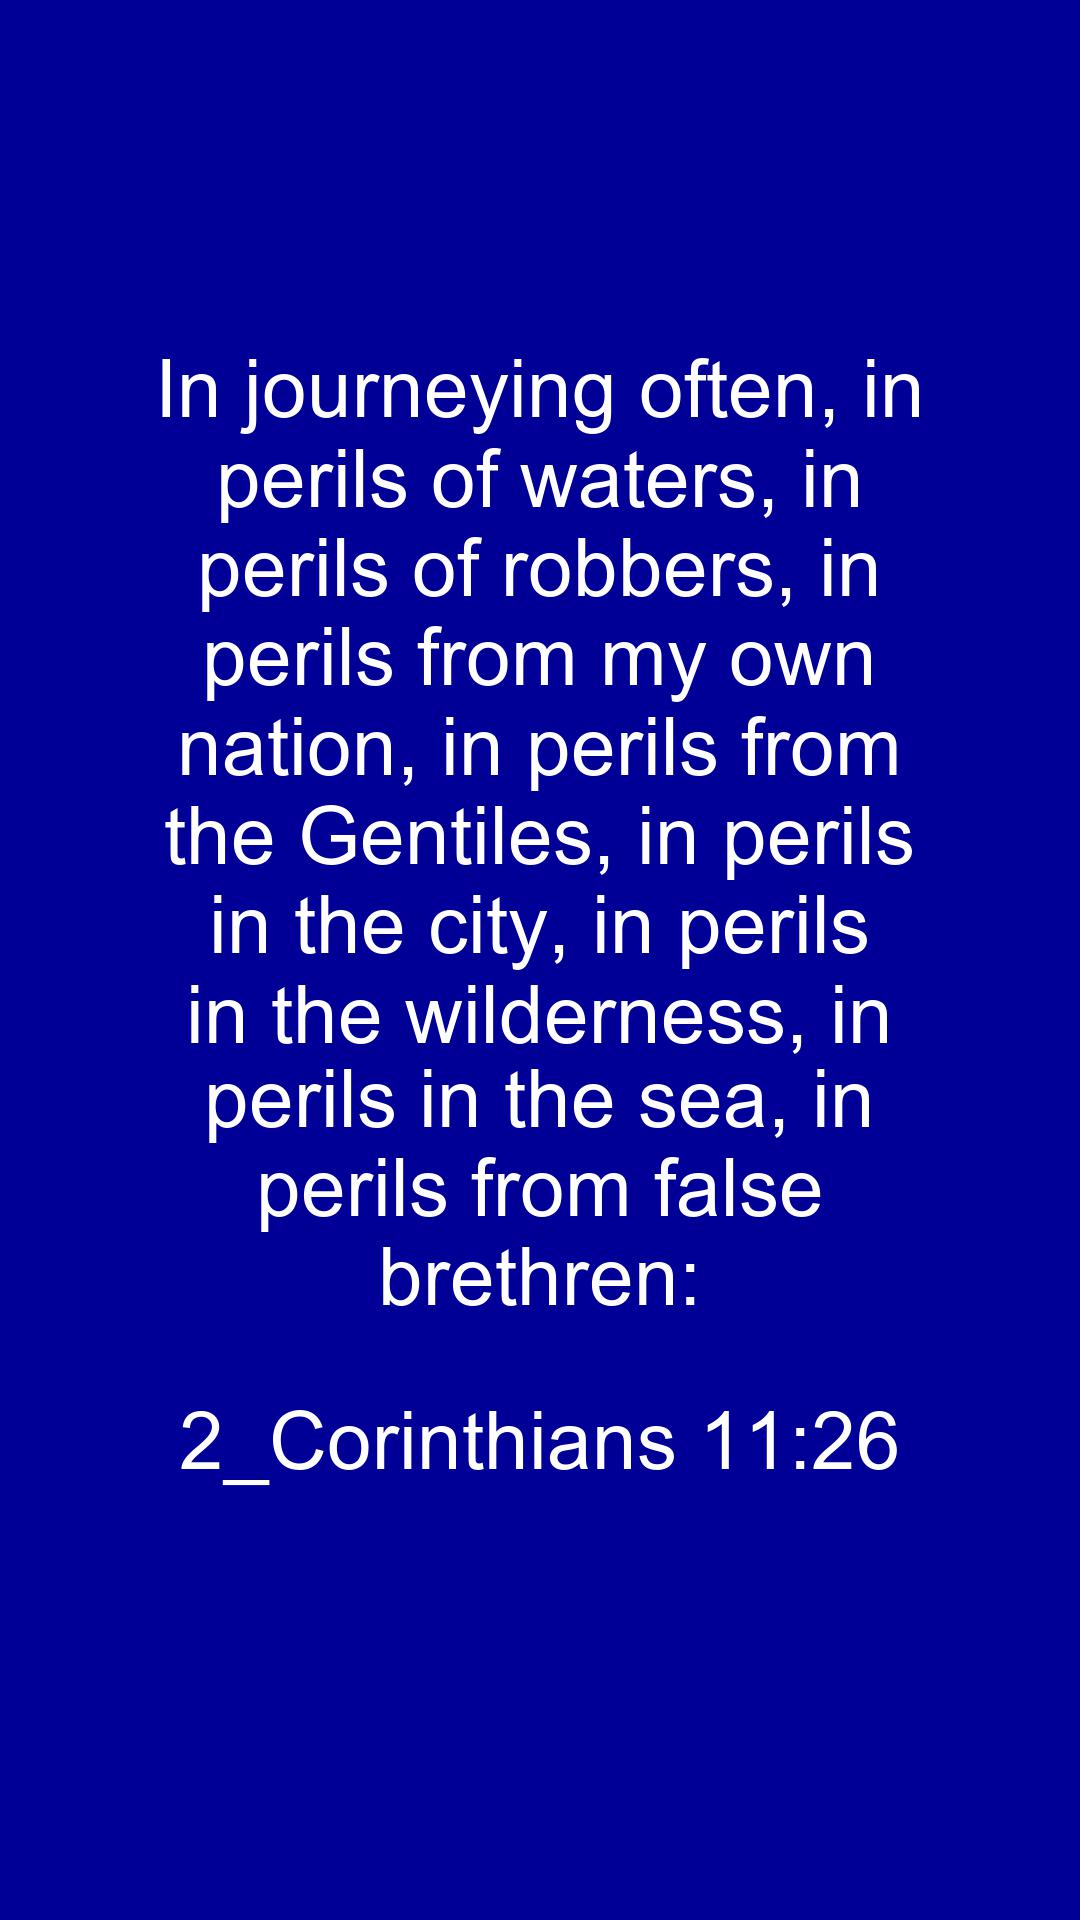 In journeying often, in
perils of waters, in
perils of robbers, in
perils from my own
nation, in perils from
the Gentiles, in perils
in the city, in perils
in the wilderness, in
perils in the sea, in
perils from false
brethren:
2_Corinthians 11:26